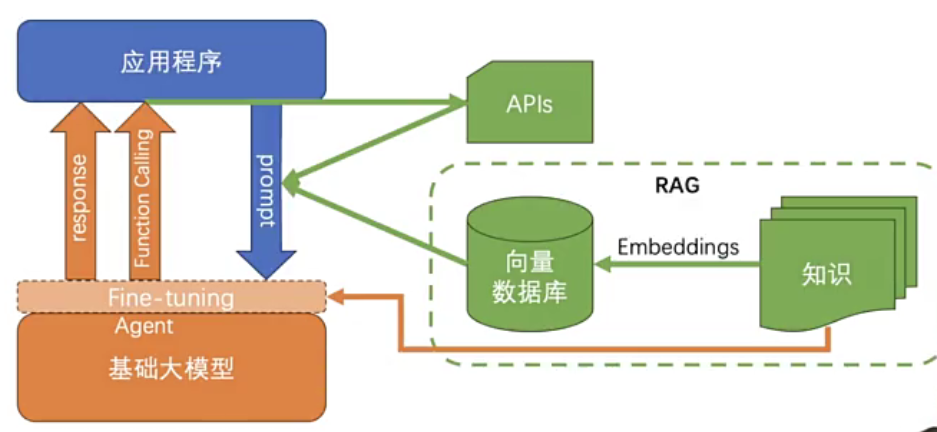 应用程序
APIs
response
Function Calling
prompt
RAG
Embeddings
向量
数据库
知识
Fine-tuning
Agent
基础大模型